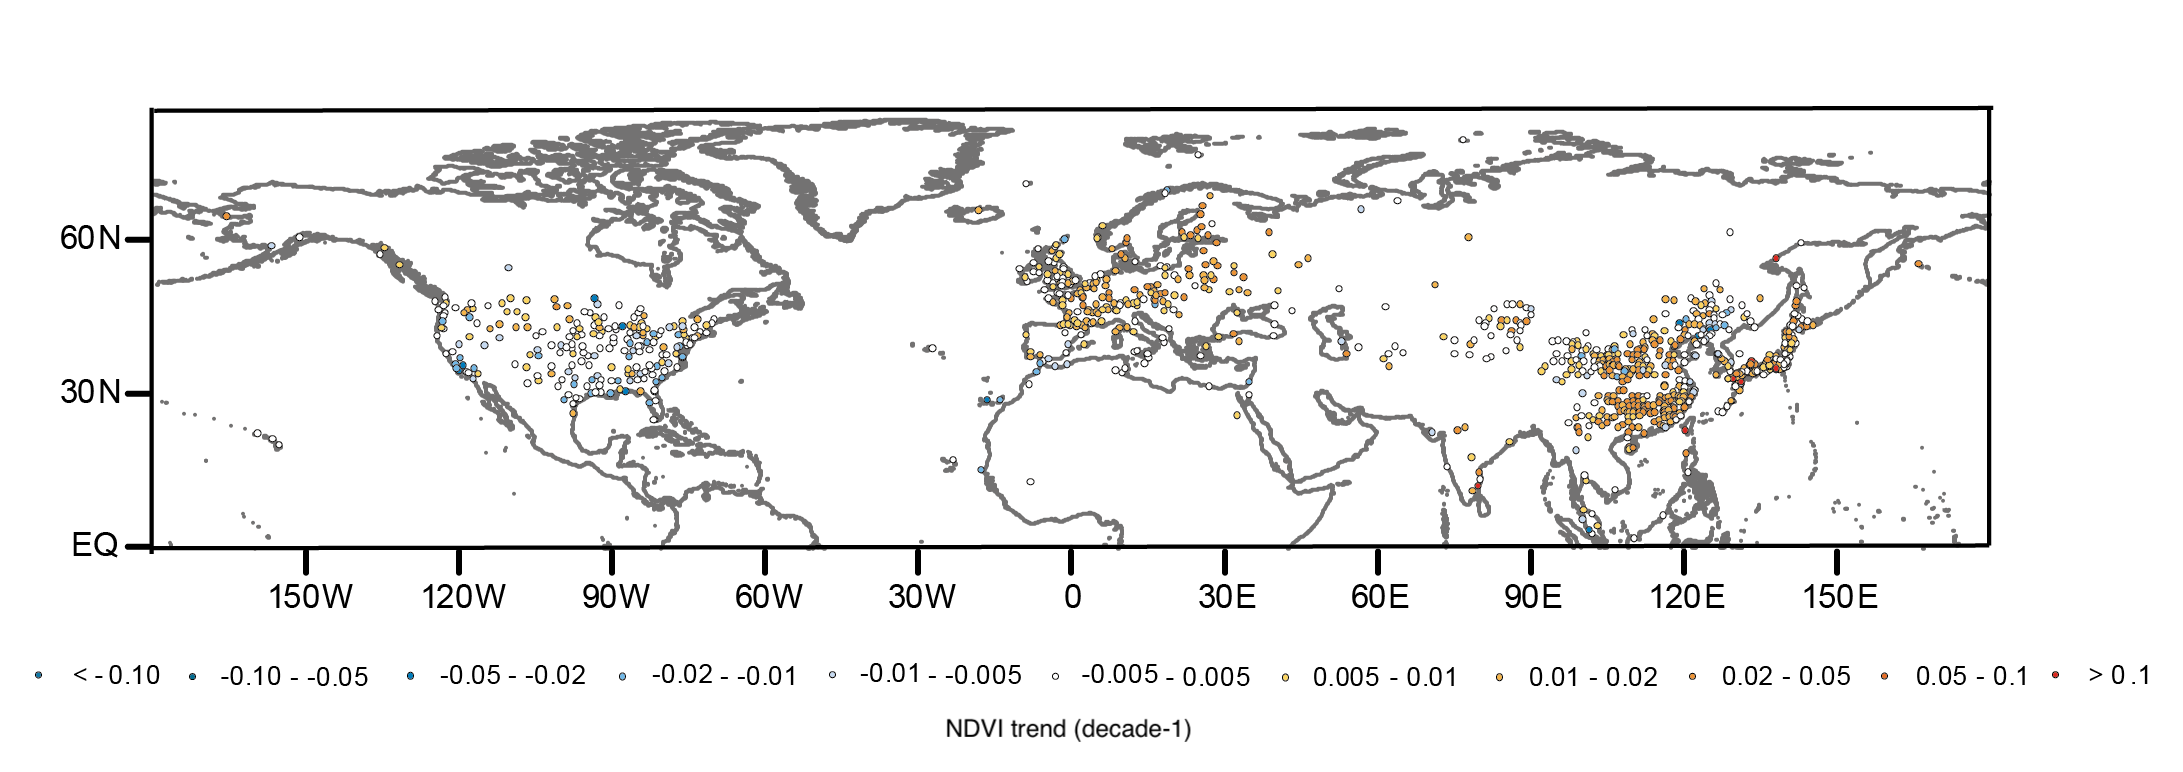 60N
30N
EQ
150W 120W 90W 60W 30W 0 30E 60E 90E 120E 150E
< -0.10 -0.10 - -0.05 -0.05 - -0.02 -0.02 - -0.01 -0.01 - -0.005 -0.005 - 0.005 0.005 - 0.01 0.01 - 0.02 0.02 - 0.05 0.05 - 0.1 > 0.1
NDVI trend (decade-1)